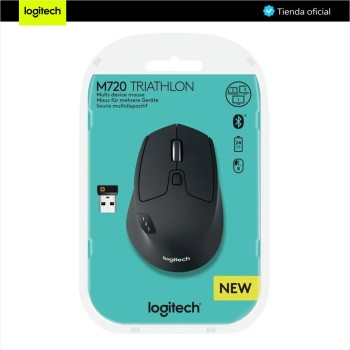 logitech
Tienda oficial
M720 TRIATHLON
Multi-device mouse
Maus für mehrere Geräte
Souris multidispositif
logitech
NEW
logitech